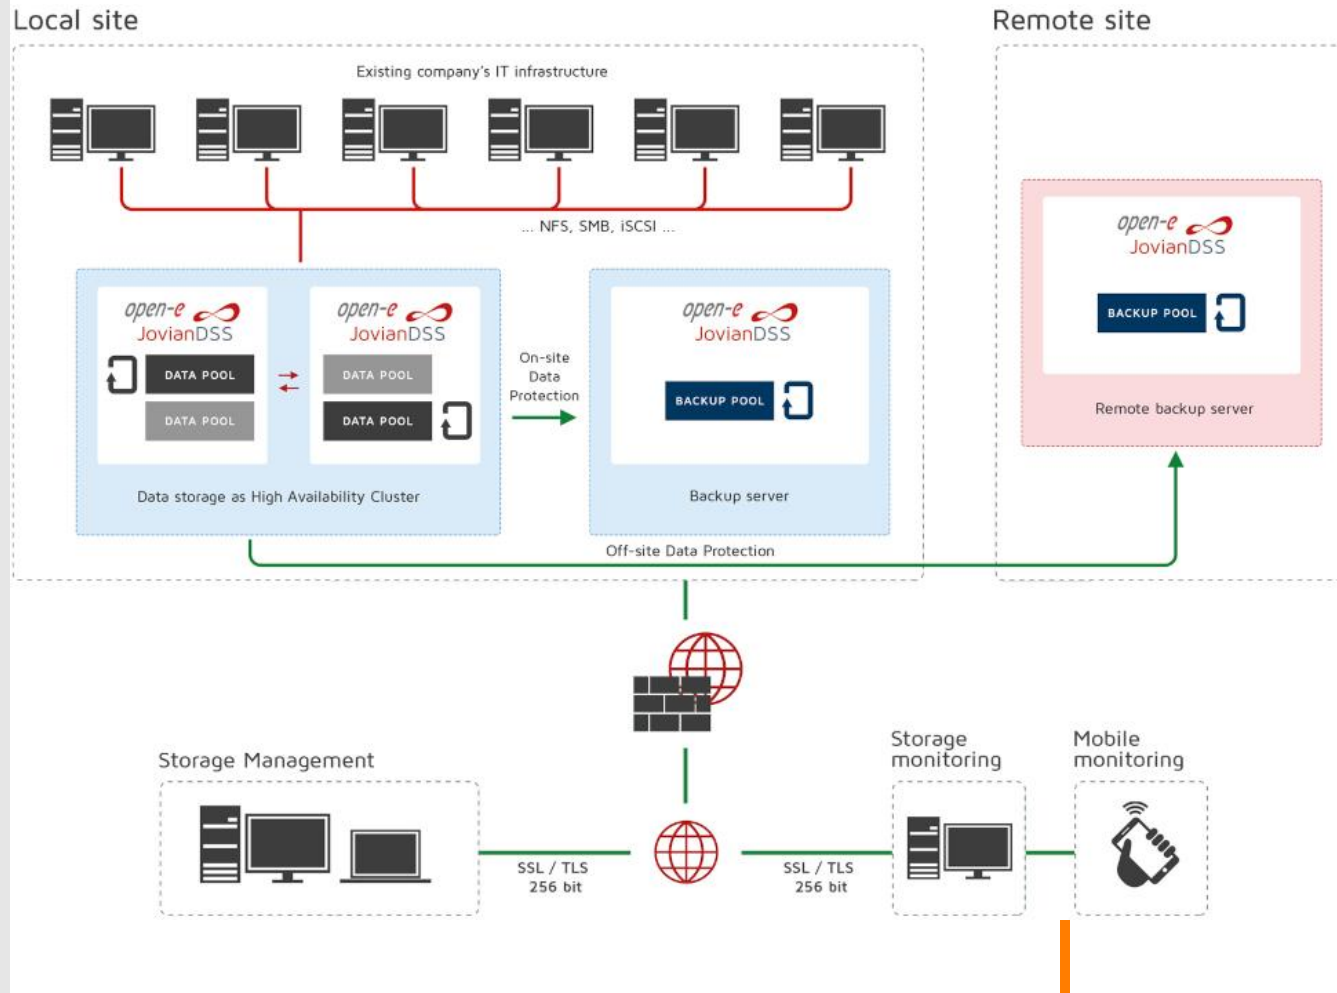 Local site
Remote site
Existing company's IT infrastructure
... NFS, SMB, iSCSI ...
open-e
JovianDSS
DATA POOL
DATA POOL
open-e
JovianDSS
DATA POOL
DATA POOL
Data storage as High Availability Cluster
On-site
Data
Protection
open-e
JovianDSS
BACKUP POOL
Backup server
open-e
JovianDSS
BACKUP POOL
Remote backup server
Off-site Data Protection
Storage Management
SSL / TLS
256 bit
SSL / TLS
256 bit
Storage
monitoring
Mobile
monitoring